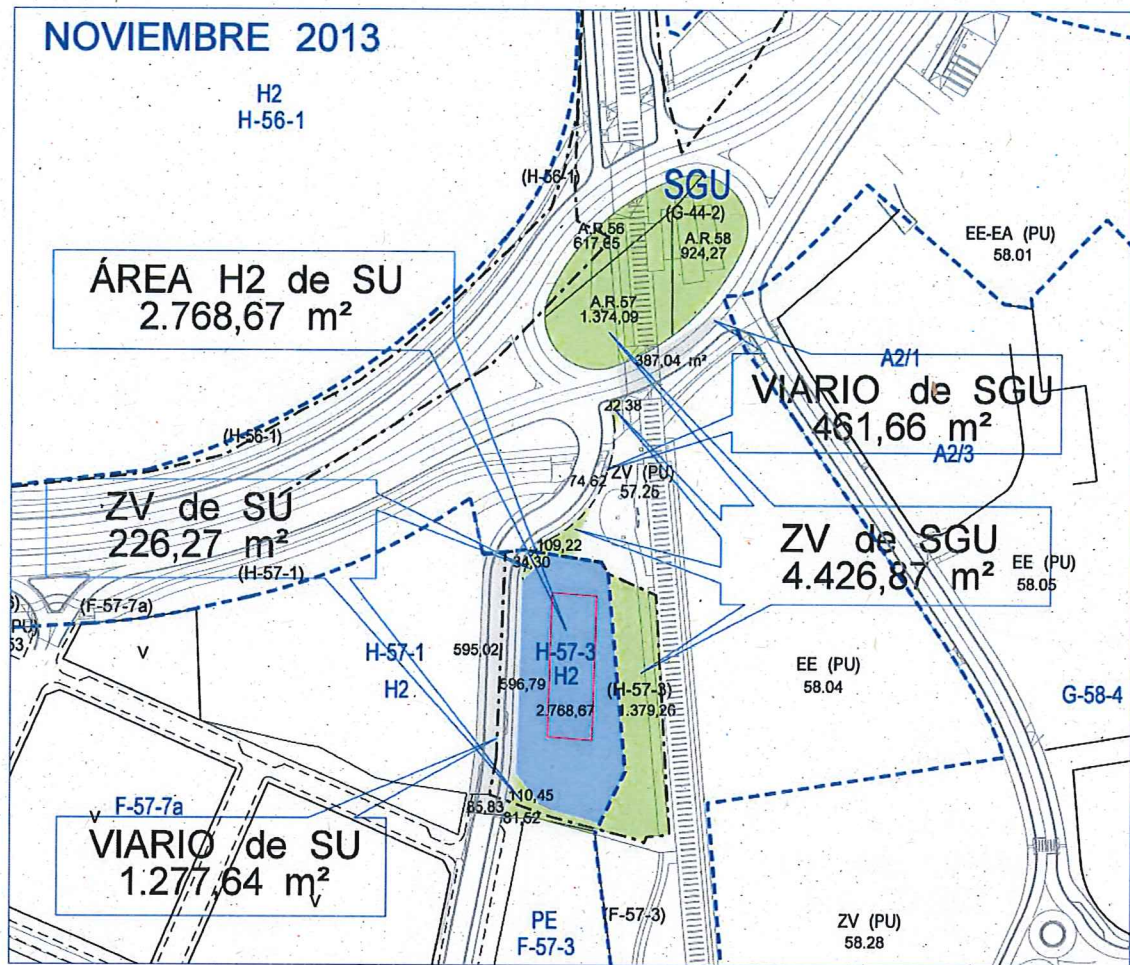 NOVIEMBRE 2013
H2
H-56-1
(H-56-1)
SGU
(G-44-2)
A.R.56
617,65
A.R.58
924,27
EE-EA (PU)
58.01
ÁREA H2 de SU
2.768,67 m²
A.R.57
1.374,09
387,04 m²
A2/1
VIARIO de SGU
461,66 m²
A2/3
22,38
(H-56-1)
74,62
ZV (PU)
57.26
ZV de SU
226,27 m²
(H-57-1)
109,22
34,30
ZV de SGU
4.426,87 m²
EE (PU)
58.05
(F-57-7a)
V
H-57-1
H2
595,02
596,79
H-57-3
H2
2.768,67
(H-57-3)
1.379,26
EE (PU)
58.04
G-58-4
110,45
85,83
81,52
F-57-7a
V
VIARIO de SU
1.277,64 m²
V
PE
F-57-3
(F-57-3)
ZV (PU)
58.28